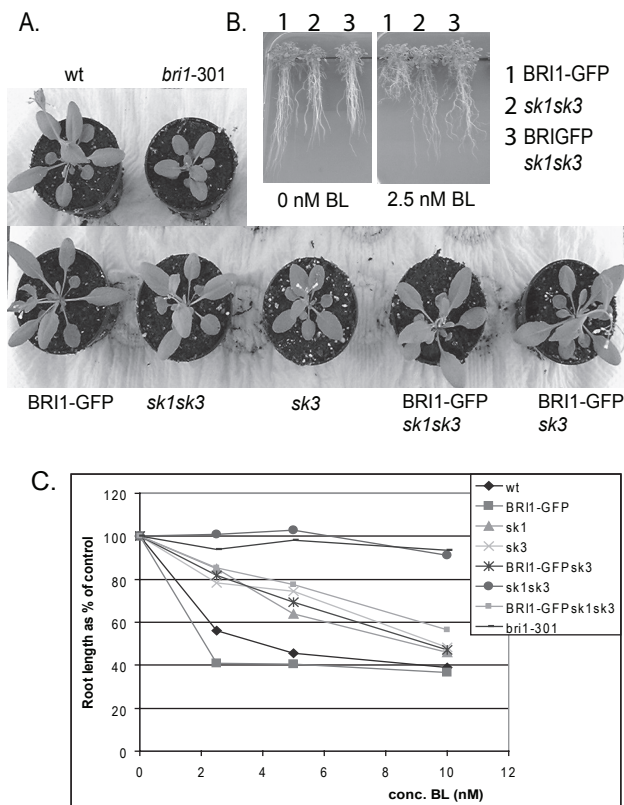 A.
wt
bri1-301
B.
1 2 3
1 2 3
0 nM BL
2.5 nM BL
1 BRI1-GFP
2 sk1sk3
3 BRIGFP
sk1sk3
BRI1-GFP
sk1sk3
sk3
BRI1-GFP
sk1sk3
BRI1-GFP
sk3
C.
Root length as % of control
120
100
80
60
40
20
0
0
2
4
6
8
10
12
conc. BL (nM)
wt
BRI1-GFP
sk1
sk3
BRI1-GFPsk3
sk1sk3
BRI1-GFPsk1sk3
bri1-301